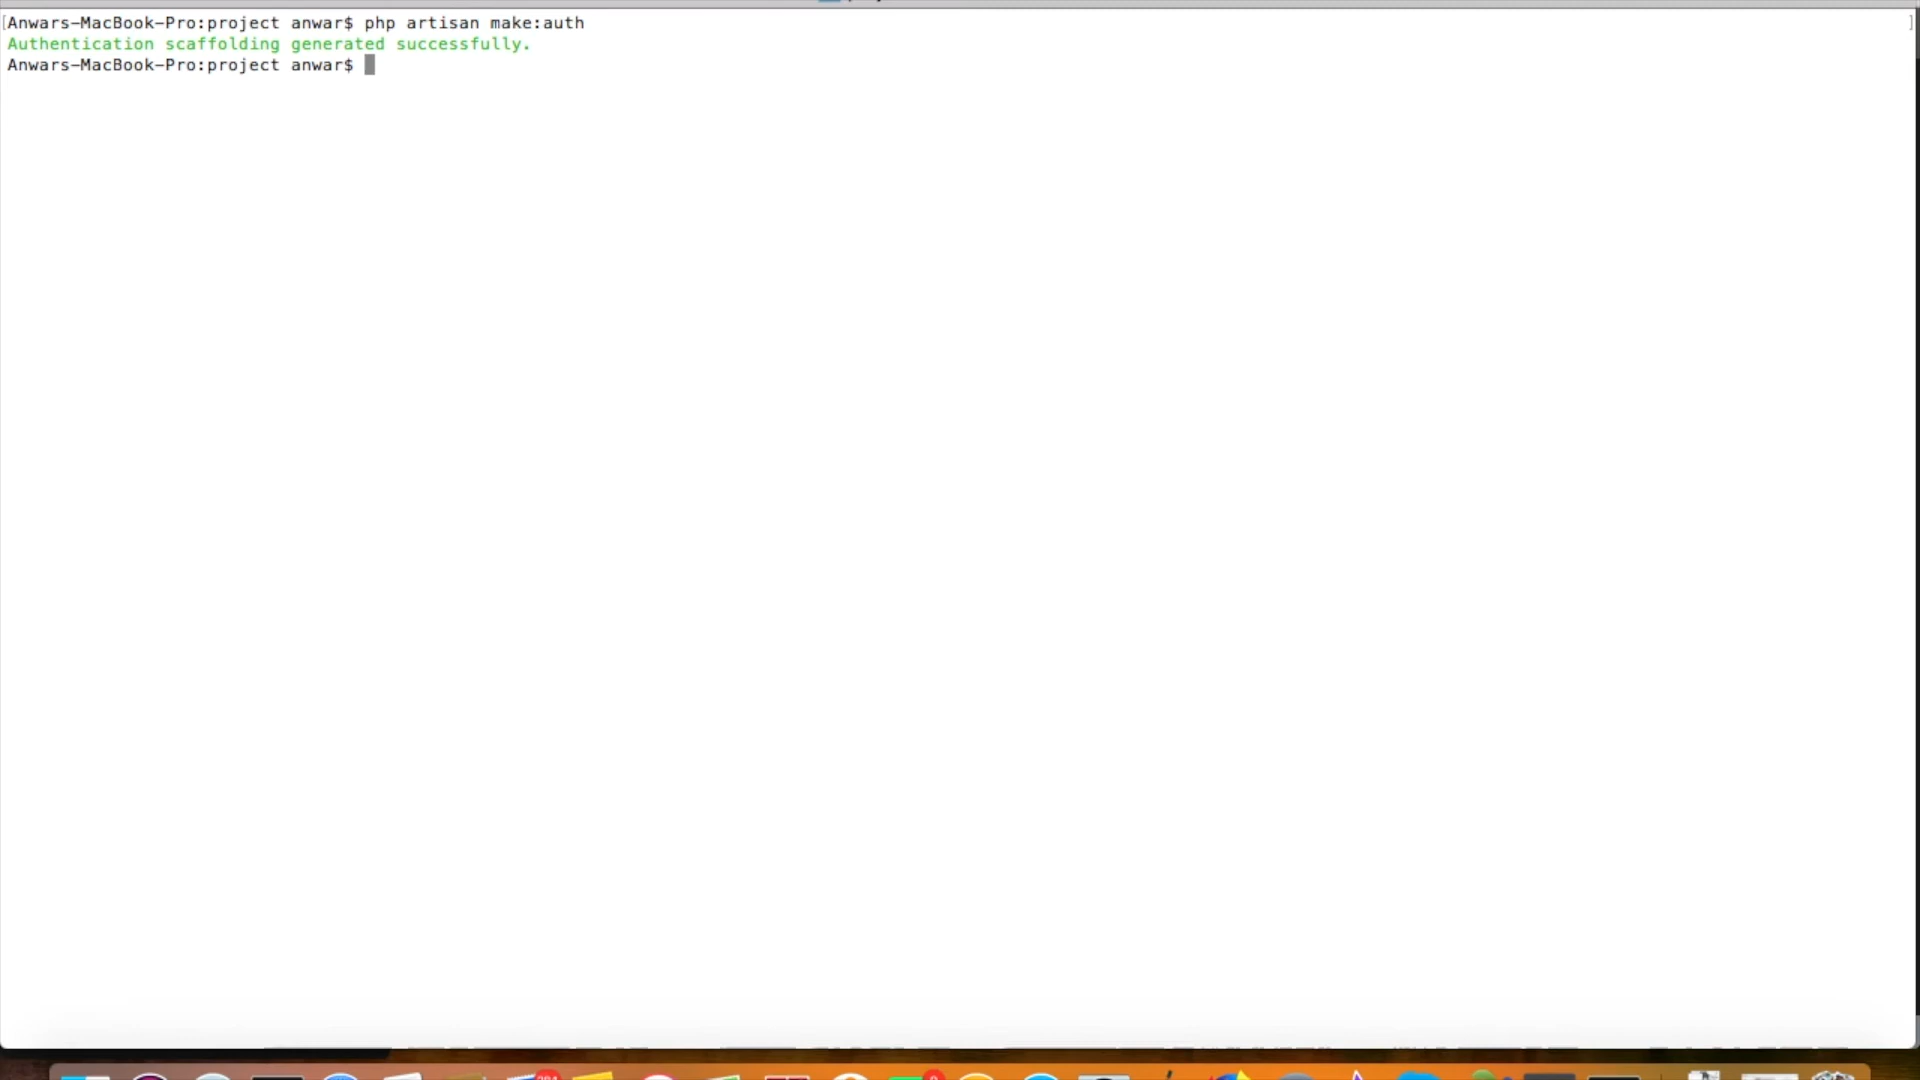 [Anwars-MacBook-Pro:project anwar$ php artisan make:auth ]
Authentication scaffolding generated successfully.
Anwars-MacBook-Pro:project anwar$